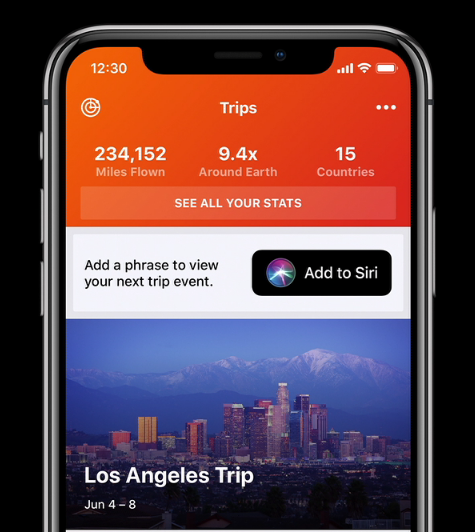 12:30
Trips
234,152
9.4x
15
Miles Flown
Around Earth
Countries
SEE ALL YOUR STATS
Add a phrase to view
your next trip event.
Add to Siri
Los Angeles Trip
Jun 4 – 8